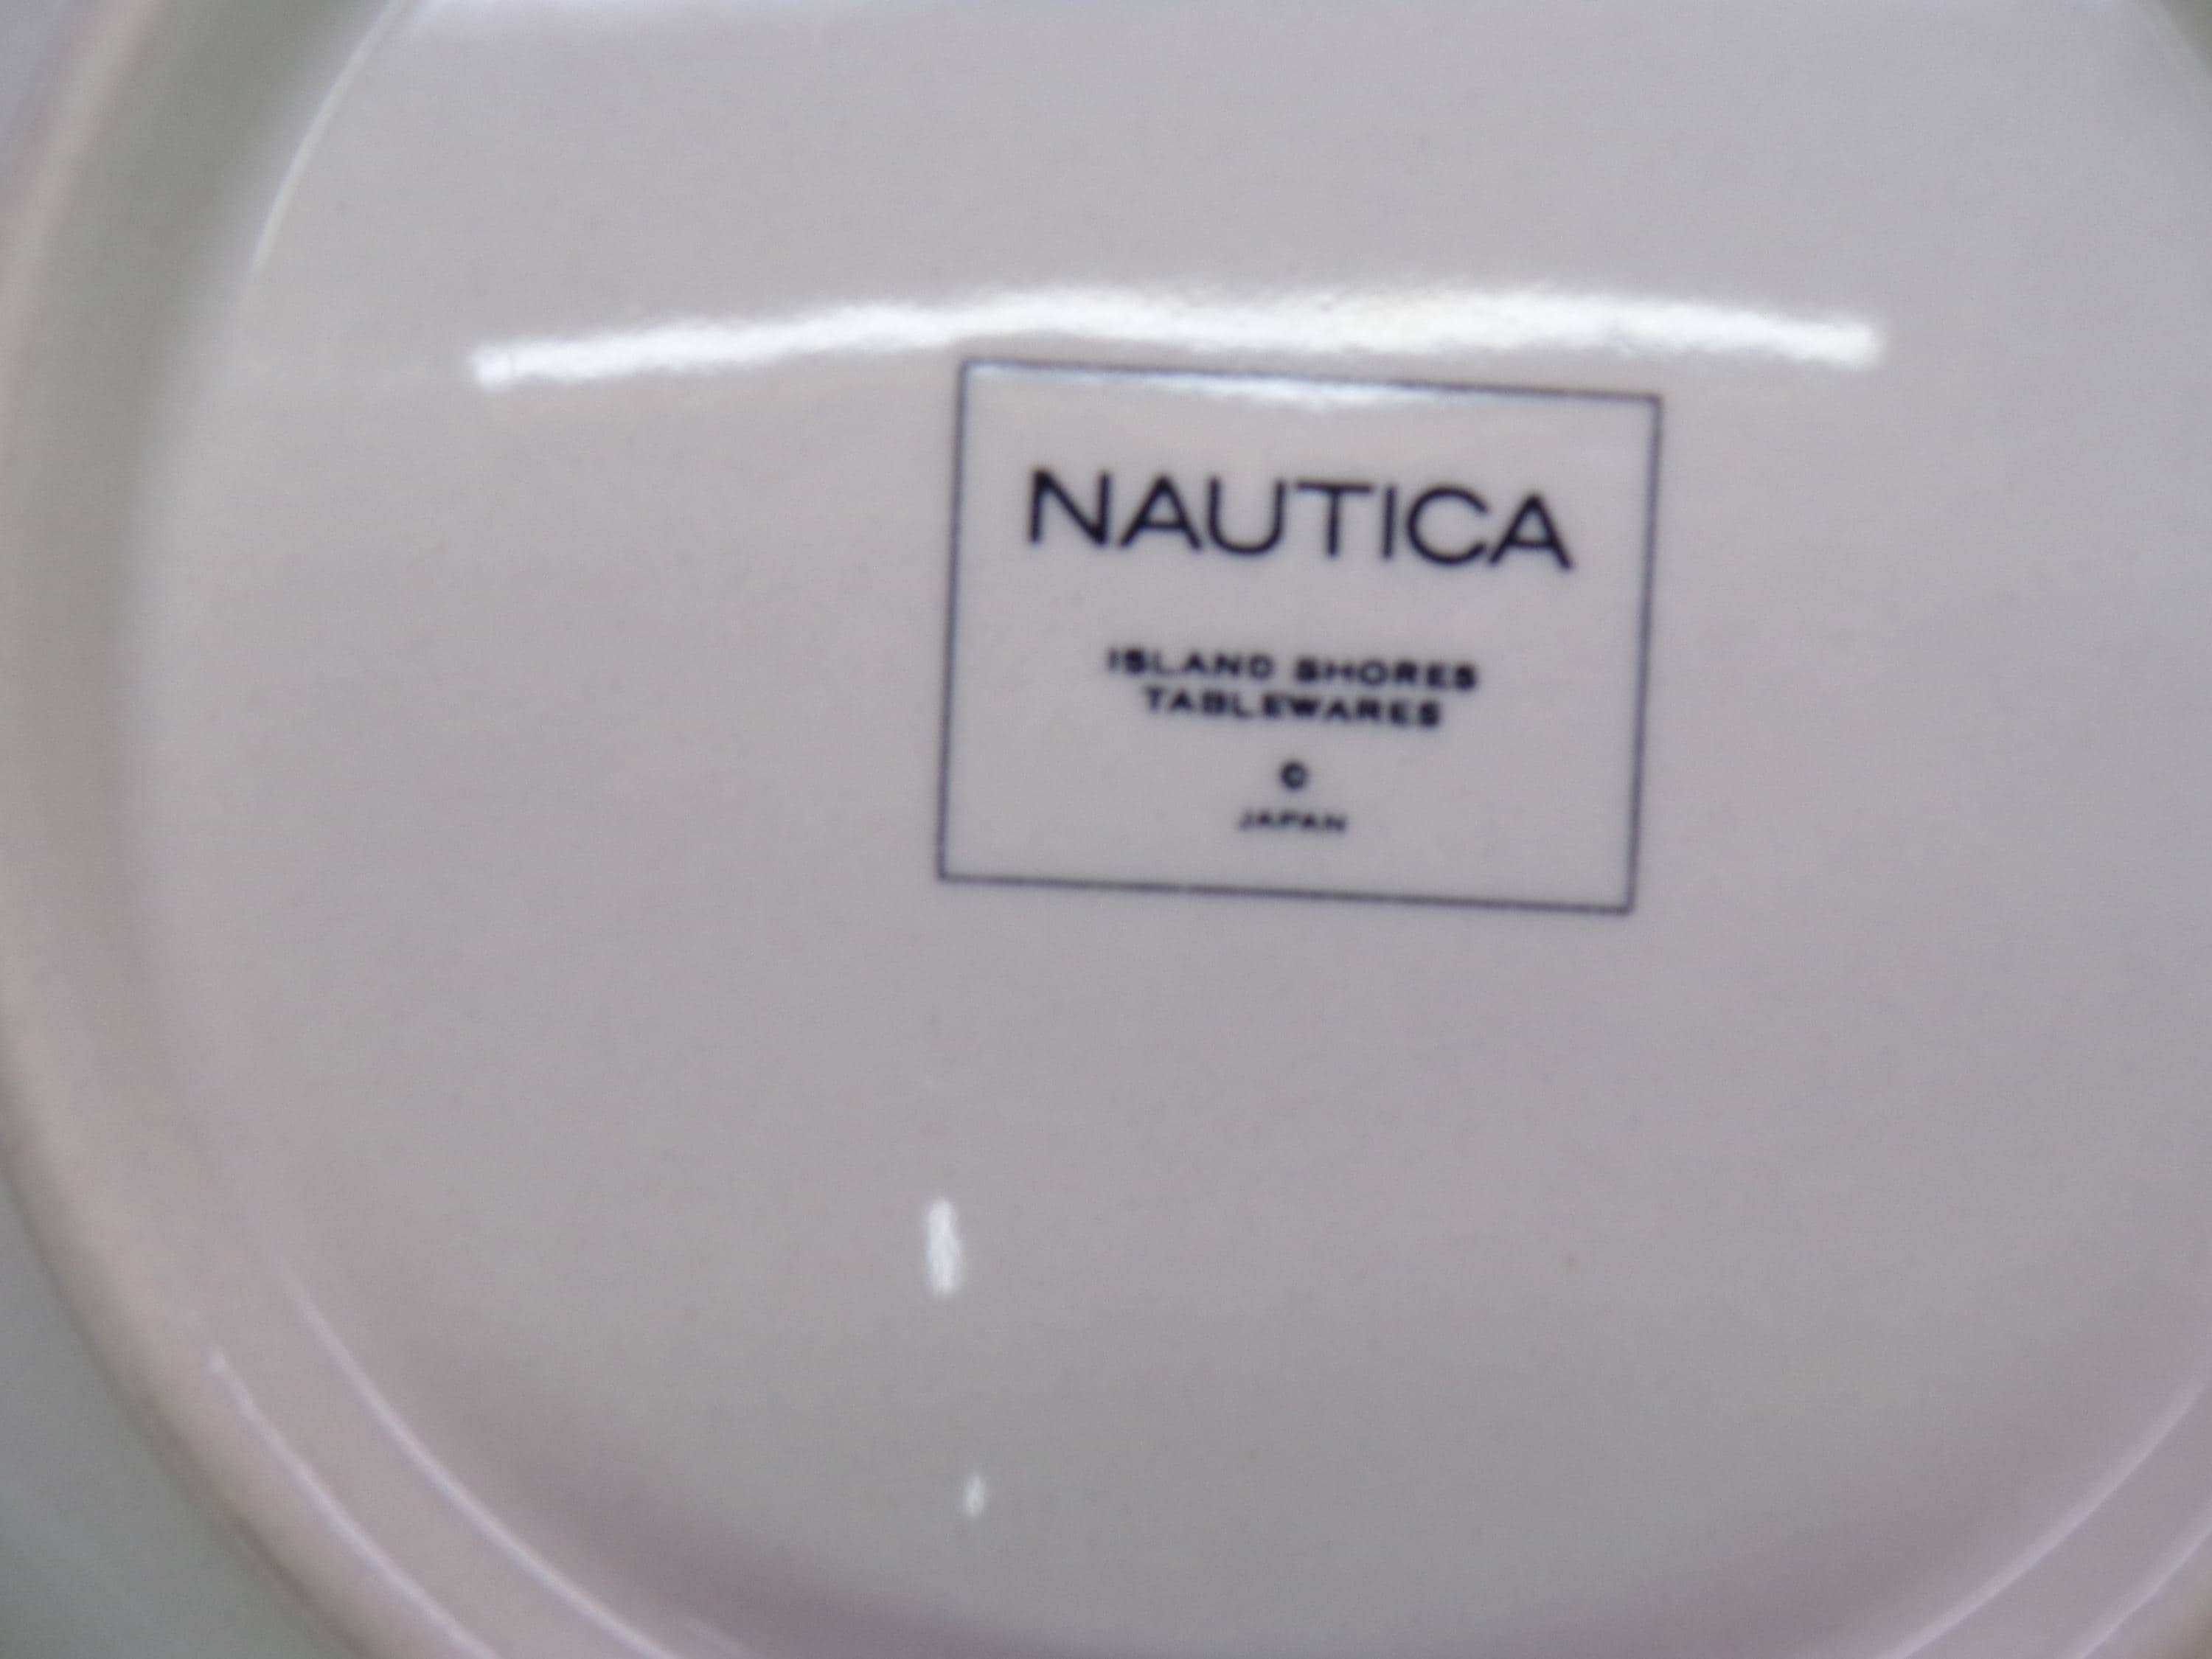 NAUTICA
ISLAND SHORES
TABLEWARES
©
JAPAN